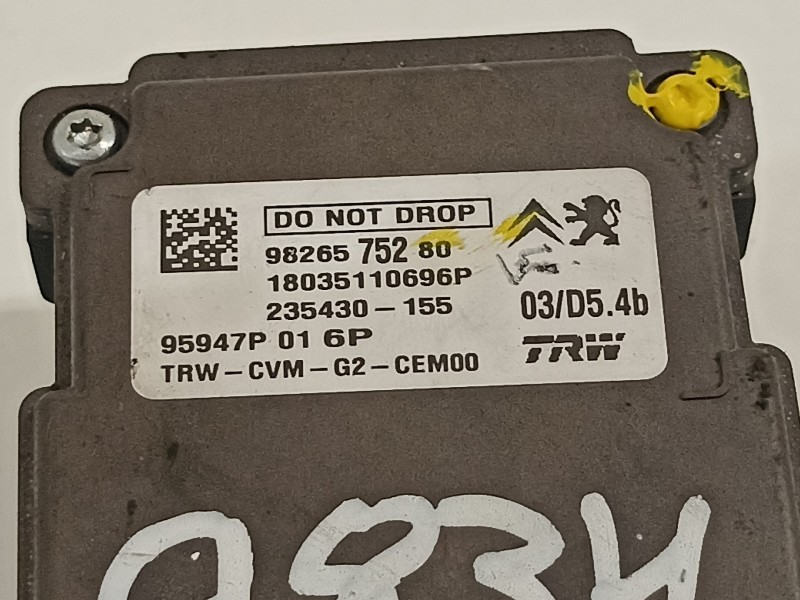 DO NOT DROP
98265 752 80
18035110696P
235430-155
03/D5.4b
95947P 01 6P
TRW
TRW-CVM-G2-CEM00